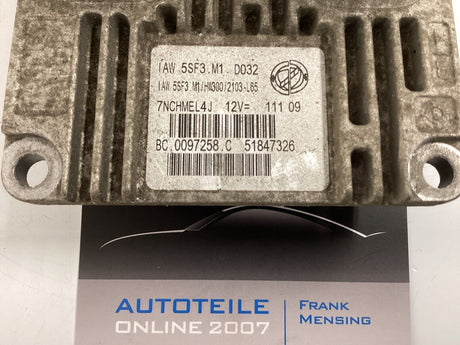 IAW 5SF3.M1 D032
IAW 5SF3.M1/HW300/2103-L85
7NCHMEL4J 12V= 111 09
BC.0097258.C 51847326
AUTOTEILE
ONLINE 2007
FRANK
MENSING